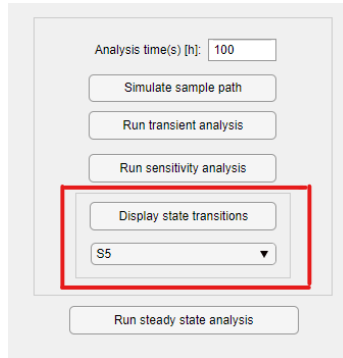 Analysis time(s) [h]: 100
Simulate sample path
Run transient analysis
Run sensitivity analysis
Display state transitions
S5
Run steady state analysis